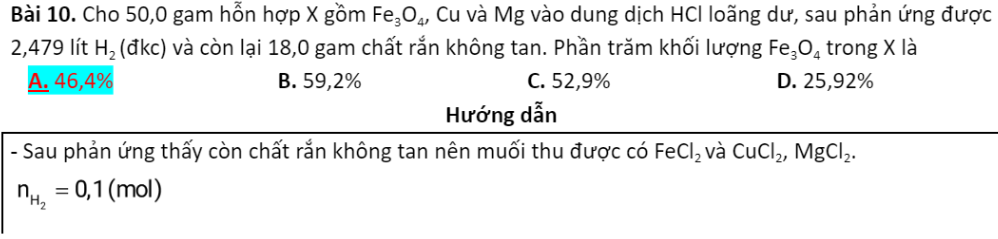 Bài 10. Cho 50,0 gam hỗn hợp X gồm Fe₃O₄, Cu và Mg vào dung dịch HCl loãng dư, sau phản ứng được
2,479 lít H₂ (đkc) và còn lại 18,0 gam chất rắn không tan. Phần trăm khối lượng Fe₃O₄ trong X là
A. 46,4% B. 59,2% C. 52,9% D. 25,92%
Hướng dẫn
- Sau phản ứng thấy còn chất rắn không tan nên muối thu được có FeCl₂ và CuCl₂, MgCl₂.
n_{H₂} = 0,1 (mol)